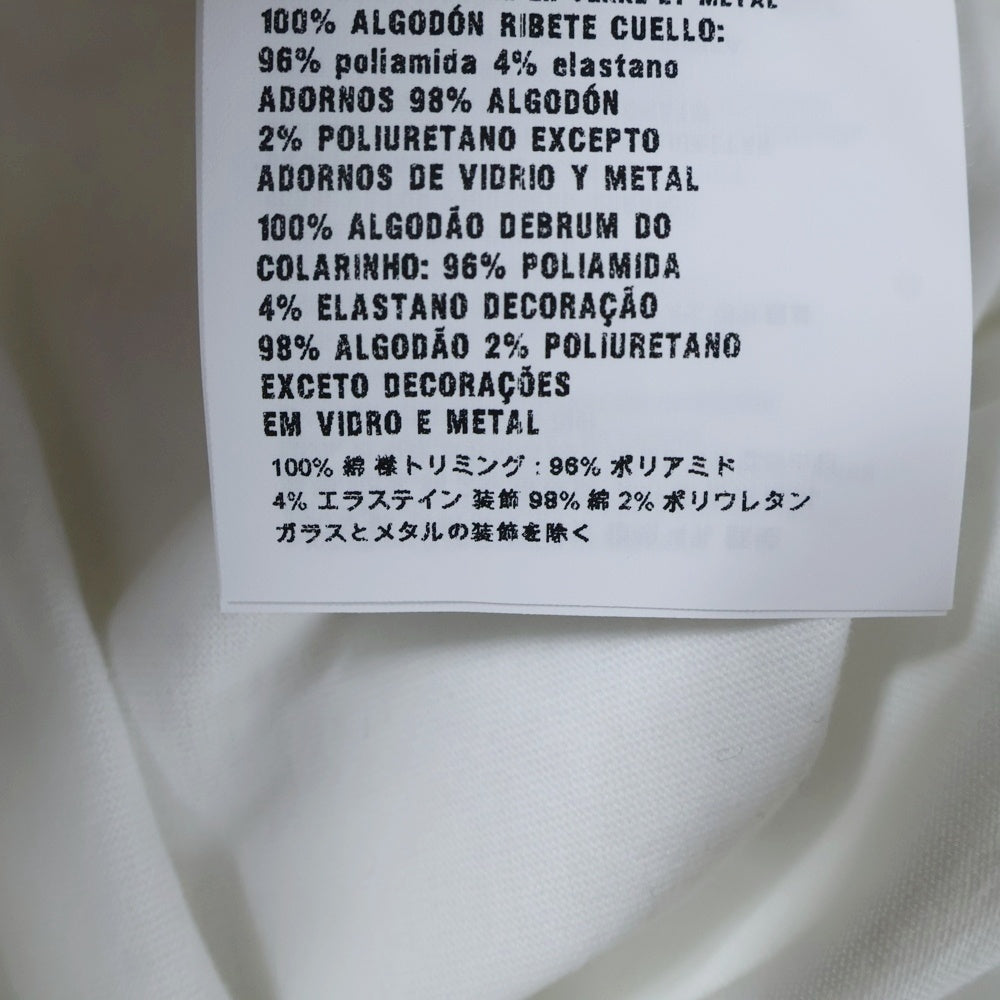 VERRE ET METAL
100% ALGODÓN RIBETE CUELLO:
96% poliamida 4% elastano
ADORNOS 98% ALGODÓN
2% POLIURETANO EXCEPTO
ADORNOS DE VIDRIO Y METAL
100% ALGODÃO DEBRUM DO
COLARINHO: 96% POLIAMIDA
4% ELASTANO DECORAÇÃO
98% ALGODÃO 2% POLIURETANO
EXCETO DECORAÇÕES
EM VIDRO E METAL
100% 綿 様トリミング : 96% ポリアミド
4% エラステイン 装飾 98% 綿 2% ポリウレタン
ガラスとメタルの装飾を除く